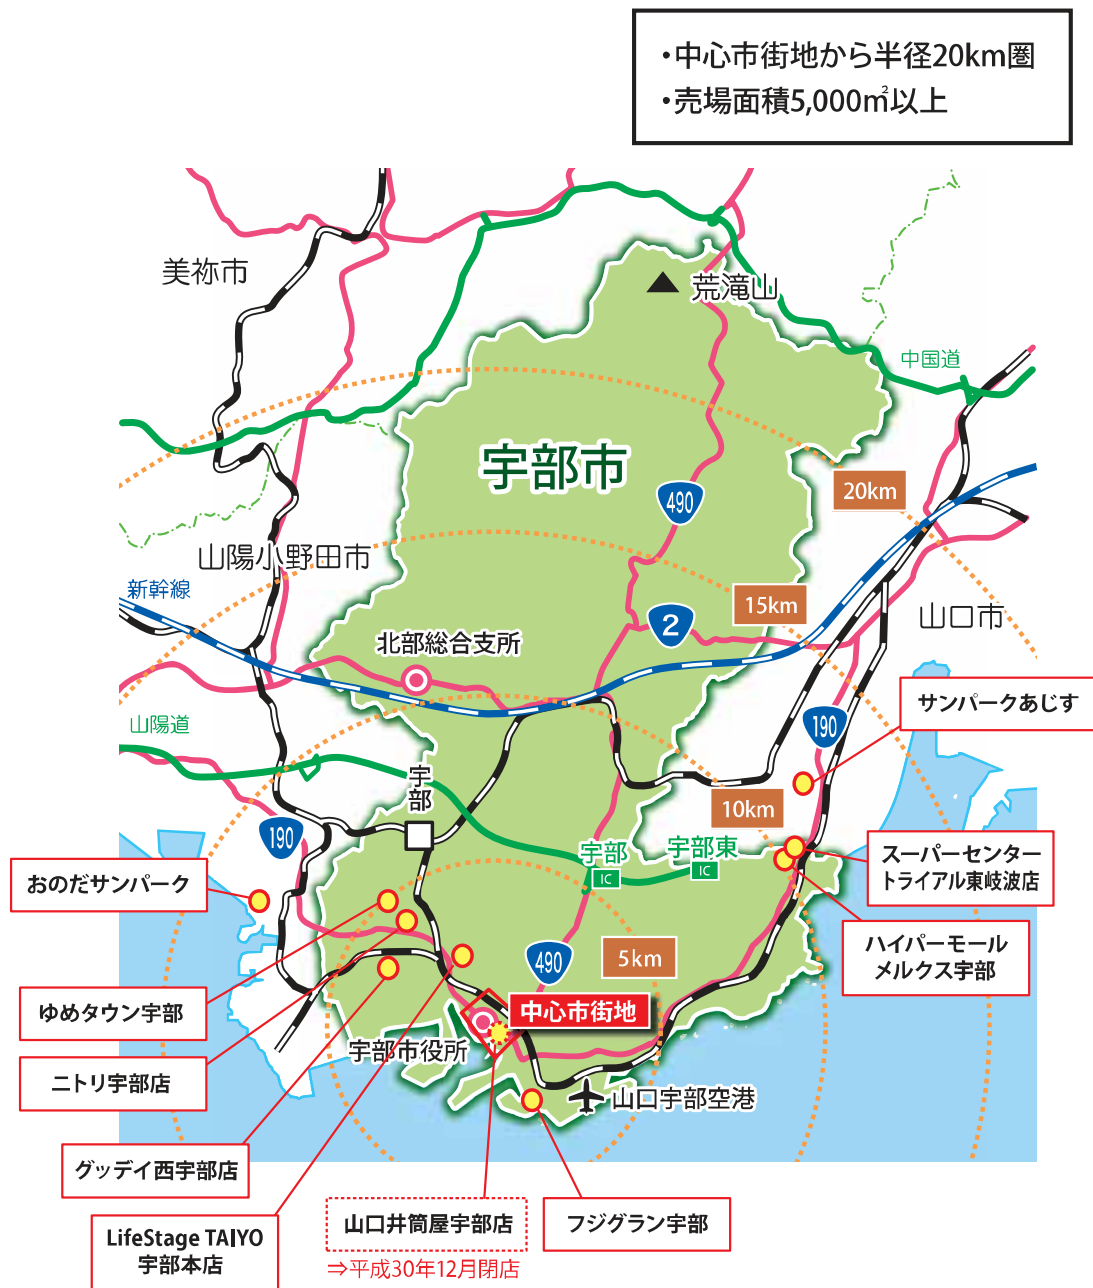 ・中心市街地から半径20km圏
・売場面積5,000㎡以上
美祢市
荒滝山
中国道
宇部市
20km
490
山陽小野田市
新幹線
15km
2
山口市
北部総合支所
サンパークあじす
山陽道
190
宇部
10km
190
宇部
IC
宇部東
IC
スーパーセンター
トライアル東岐波店
おのだサンパーク
ハイパーモール
メルクス宇部
490
5km
ゆめタウン宇部
中心市街地
宇部市役所
ニトリ宇部店
山口宇部空港
グッデイ西宇部店
LifeStage TAIYO
宇部本店
山口井筒屋宇部店
⇒平成30年12月閉店
フジグラン宇部